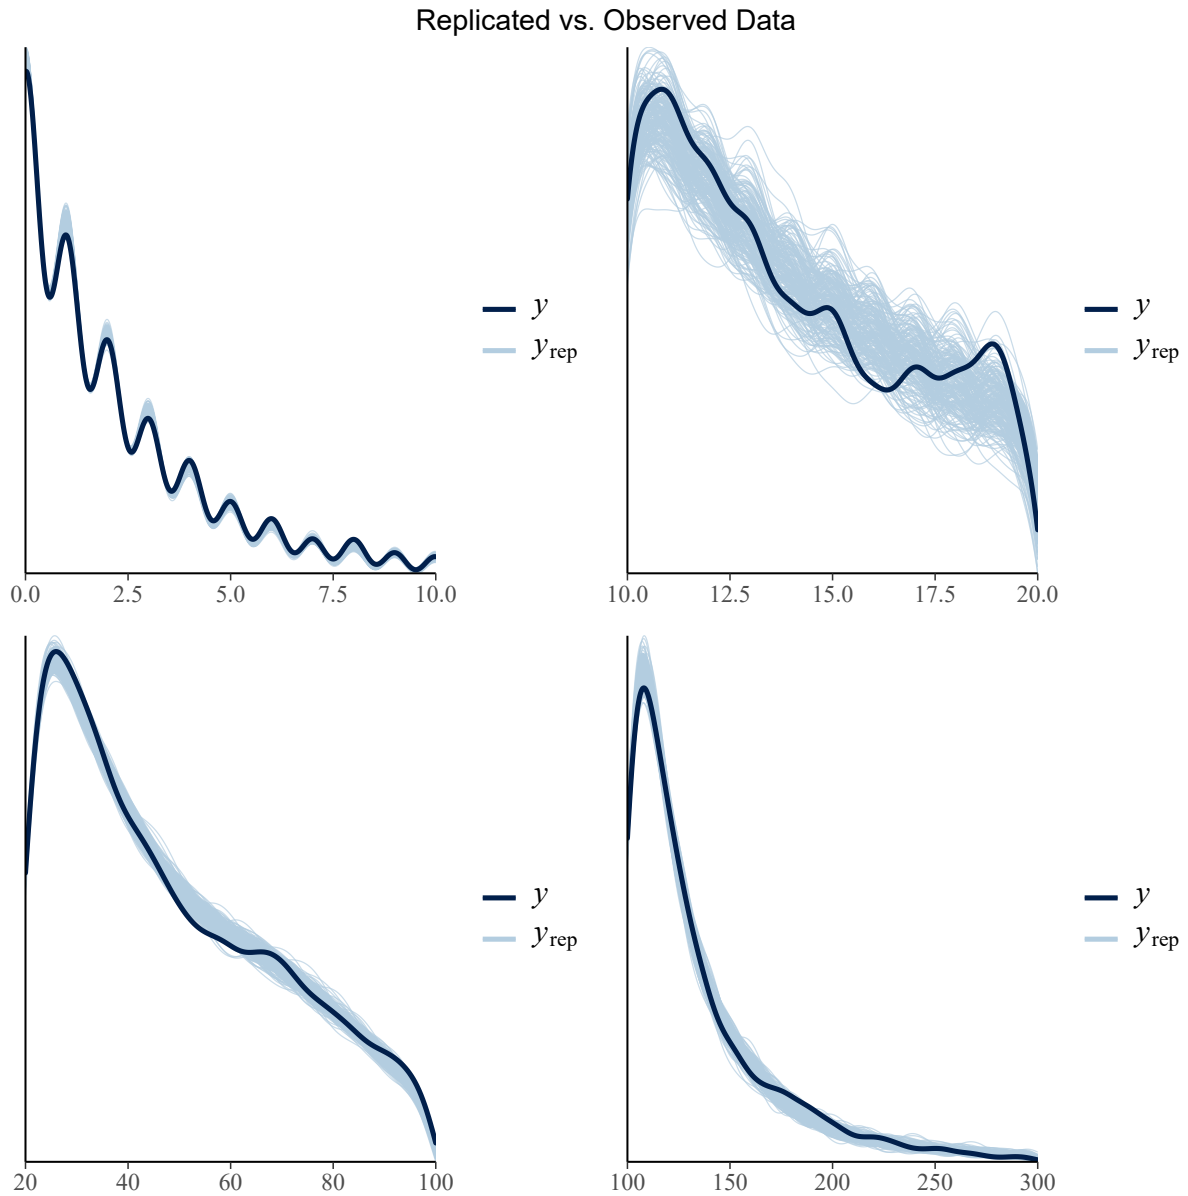 Replicated vs. Observed Data
y
yrep
0.0 2.5 5.0 7.5 10.0
y
yrep
10.0 12.5 15.0 17.5 20.0
y
yrep
20 40 60 80 100
y
yrep
100 150 200 250 300